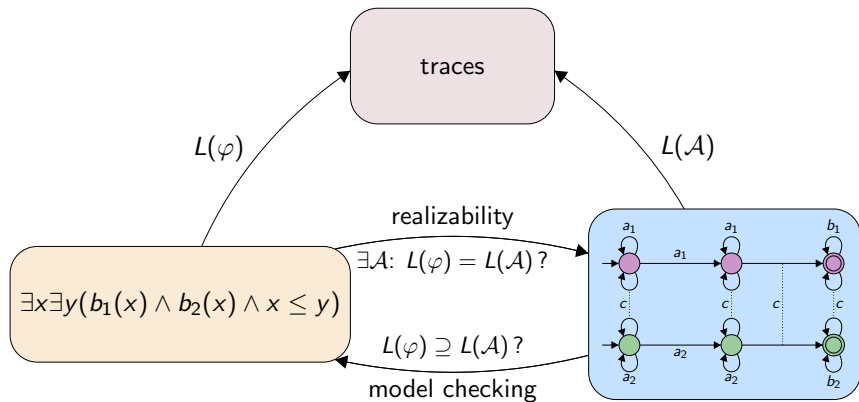 traces
L(φ)
L(𝒜)
realizability
∃𝒜: L(φ) = L(𝒜) ?
∃x∃y(b₁(x) ∧ b₂(x) ∧ x ≤ y)
L(φ) ⊇ L(𝒜) ?
model checking
a₁ a₁ b₁
a₁
c c c c
a₂
a₂ a₂ b₂